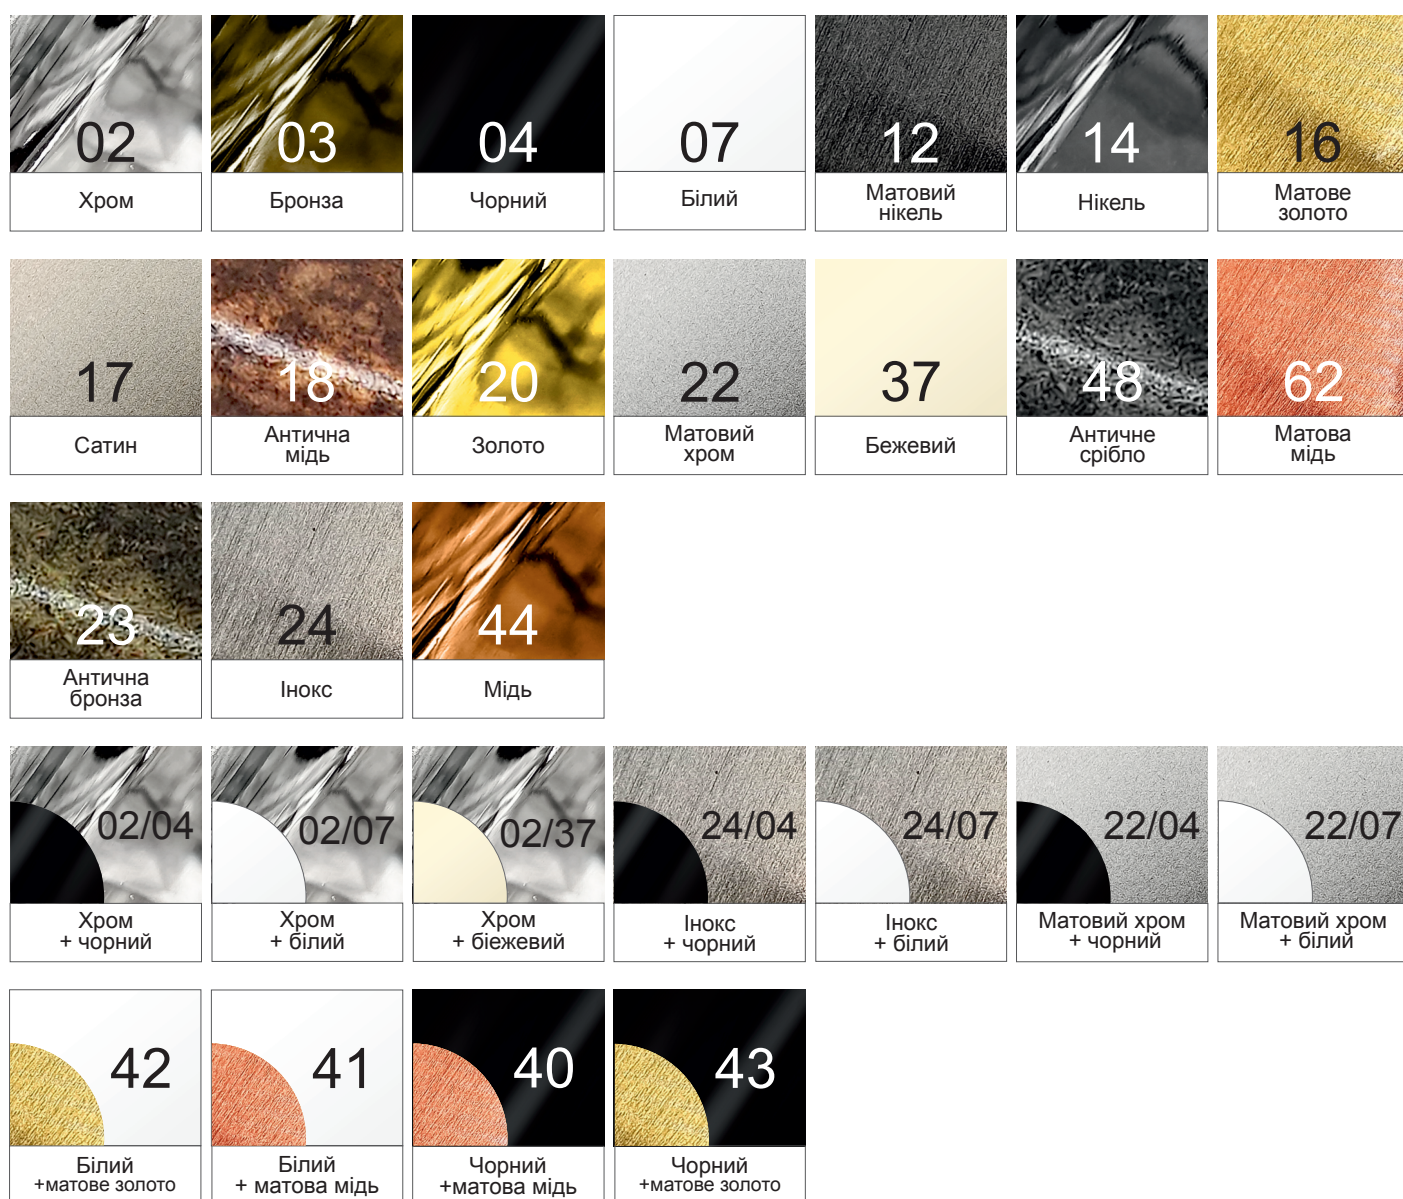 02
03
04
07
12
14
16
Хром
Бронза
Чорний
Білий
Матовий
нікель
Нікель
Матове
золото
17
18
20
22
37
48
62
Сатин
Антична
мідь
Золото
Матовий
хром
Бежевий
Античне
срібло
Матова
мідь
23
24
44
Антична
бронза
Інокс
Мідь
02/04
02/07
02/37
24/04
24/07
22/04
22/07
Хром
+ чорний
Хром
+ білий
Хром
+ біежевий
Інокс
+ чорний
Інокс
+ білий
Матовий хром
+ чорний
Матовий хром
+ білий
42
41
40
43
Білий
+матове золото
Білий
+ матова мідь
Чорний
+матова мідь
Чорний
+матове золото